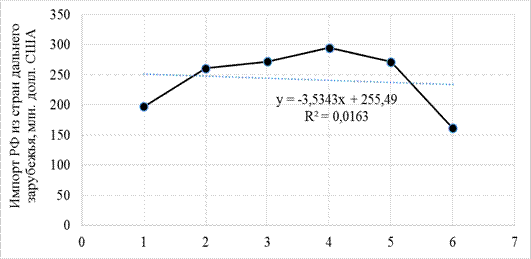 Импорт РФ из стран дальнего
зарубежья, млн. долл. США
350
300
250
200
150
100
50
0
y = -3,5343x + 255,49
R² = 0,0163
0 1 2 3 4 5 6 7